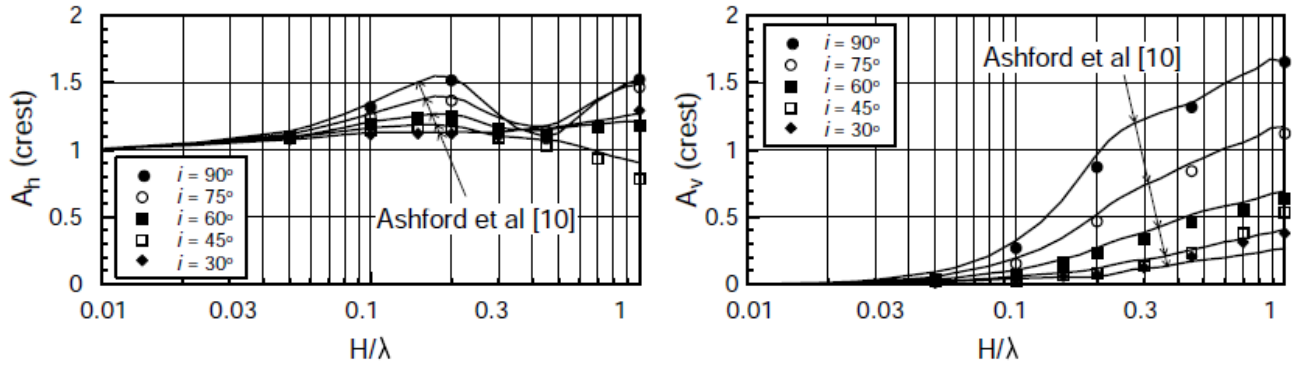 2
1.5
1
0.5
0
A_h (crest)
i = 90°
i = 75°
i = 60°
i = 45°
i = 30°
Ashford et al [10]
0.01
0.03
0.1
0.3
1
H/λ
2
1.5
1
0.5
0
A_v (crest)
i = 90°
i = 75°
i = 60°
i = 45°
i = 30°
Ashford et al [10]
0.01
0.03
0.1
0.3
1
H/λ